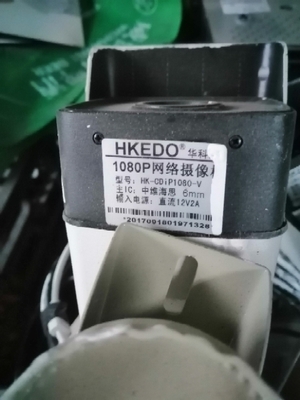 HKEDO® 华科
1080P网络摄像
型号: HK-CDiP1080-V
主IC: 中维海思 6mm
输入电源: 直流12V2A
*2017091801971328